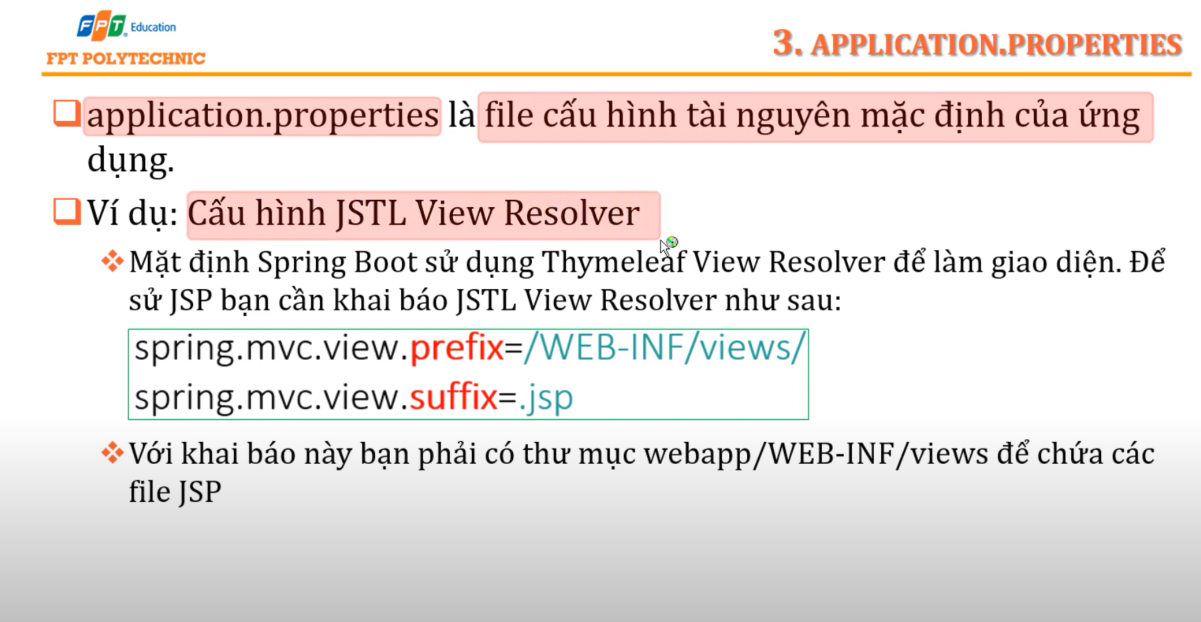 FPT Education
FPT POLYTECHNIC
3. APPLICATION.PROPERTIES
application.properties là file cấu hình tài nguyên mặc định của ứng
dụng.
Ví dụ: Cấu hình JSTL View Resolver
Mặt định Spring Boot sử dụng Thymeleaf View Resolver để làm giao diện. Để
sử JSP bạn cần khai báo JSTL View Resolver như sau:
spring.mvc.view.prefix=/WEB-INF/views/
spring.mvc.view.suffix=.jsp
Với khai báo này bạn phải có thư mục webapp/WEB-INF/views để chứa các
file JSP